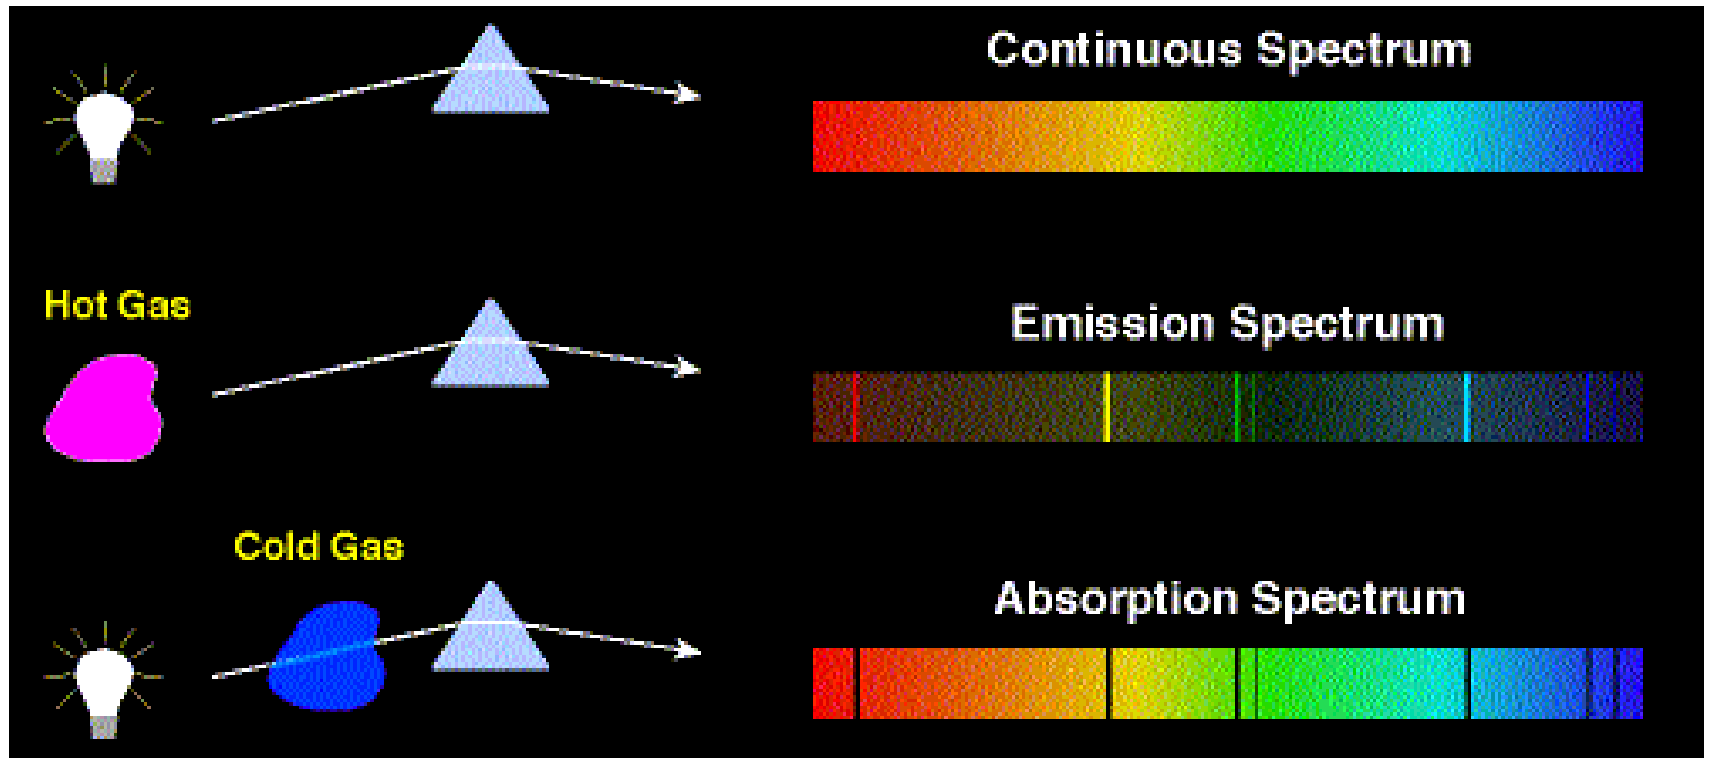 Continuous Spectrum
Hot Gas
Emission Spectrum
Cold Gas
Absorption Spectrum